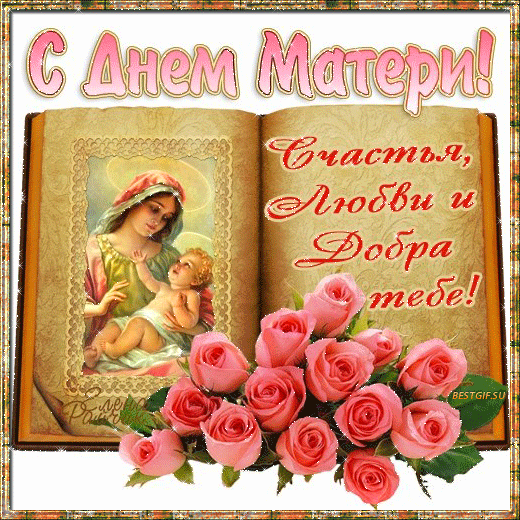 С Днем Матери!
Счастья,
Любви и
Добра
тебе!
BESTGIF.SU